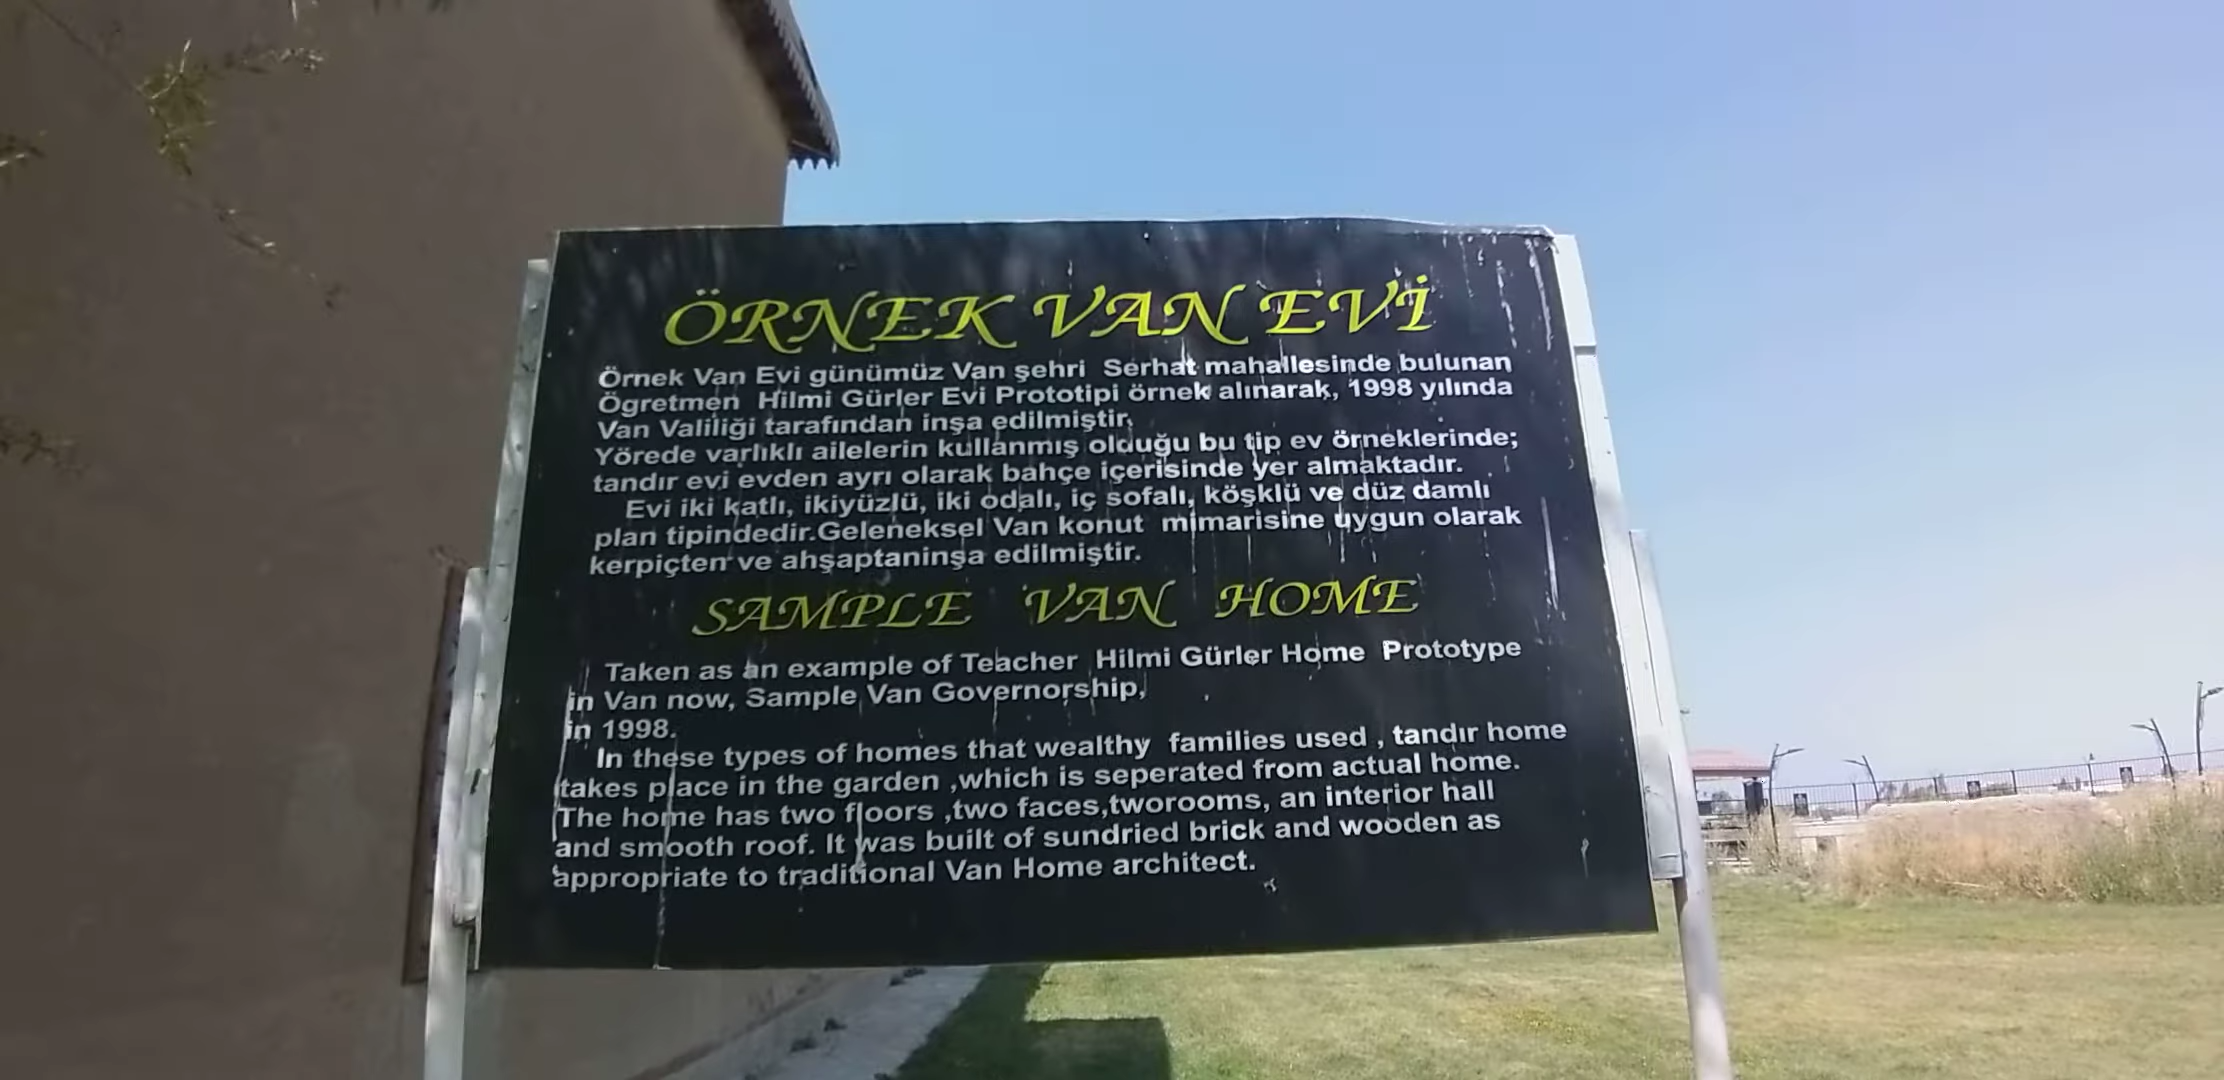 ÖRNEK VAN EVİ
Örnek Van Evi günümüz Van şehri Serhat mahallesinde bulunan
Ögretmen Hilmi Gürler Evi Prototipi örnek alınarak, 1998 yılında
Van Valiliği tarafından inşa edilmiştir.
Yörede varlıklı ailelerin kullanmış olduğu bu tip ev örneklerinde;
tandır evi evden ayrı olarak bahçe içerisinde yer almaktadır.
Evi iki katlı, ikiyüzlü, iki odalı, iç sofalı, köşklü ve düz damlı
plan tipindedir.Geleneksel Van konut mimarisine uygun olarak
kerpiçten ve ahşaptaninşa edilmiştir.
SAMPLE VAN HOME
Taken as an example of Teacher Hilmi Gürler Home Prototype
in Van now, Sample Van Governorship,
in 1998.
In these types of homes that wealthy families used , tandır home
takes place in the garden ,which is seperated from actual home.
The home has two floors ,two faces,tworooms, an interior hall
and smooth roof. It was built of sundried brick and wooden as
appropriate to traditional Van Home architect.